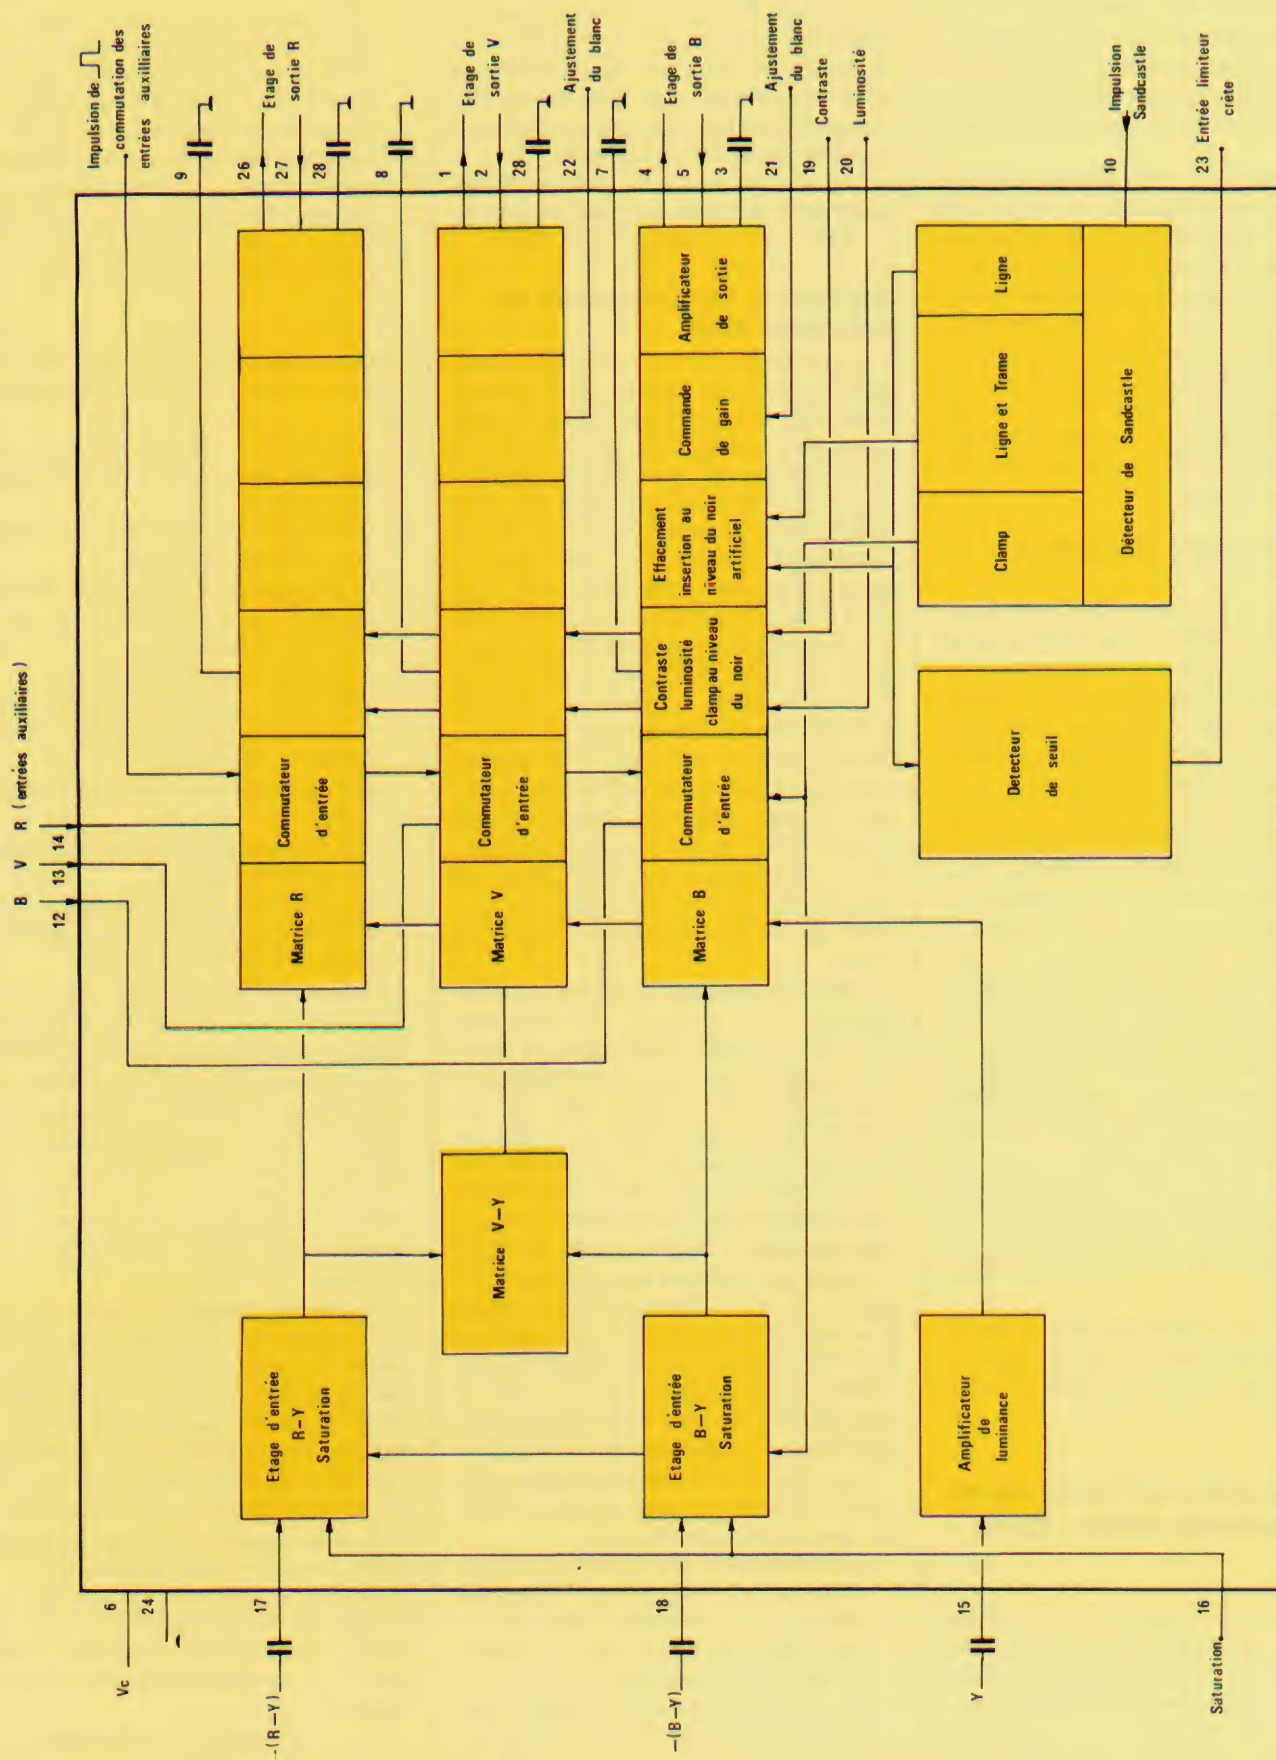 B V R (entrées auxiliaires)
12 13 14
Impulsion de
commutation des
entrées auxilliaires
9
26
Etage de
sortie R
27
28
8
1
Etage de
sortie V
2
28
22
Ajustement
du blanc
7
4
Etage de
sortie B
5
3
21
Ajustement
du blanc
19
Contraste
20
Luminosité
10
Impulsion
Sandcastle
23
Entrée limiteur
crête
Vc
6
24
-(R-Y)
17
-(B-Y)
18
Y
15
Saturation
16
Etage d'entrée
R-Y
Saturation
Matrice V-Y
Etage d'entrée
B-Y
Saturation
Amplificateur
de
luminance
Matrice R
Commutateur
d'entrée
Matrice V
Commutateur
d'entrée
Matrice B
Commutateur
d'entrée
Contraste
luminosité
clamp au niveau
du noir
Effacement
insertion au
niveau du noir
artificiel
Commande
de gain
Amplificateur
de sortie
Detecteur
de seuil
Clamp
Ligne et Trame
Ligne
Détecteur de Sandcastle